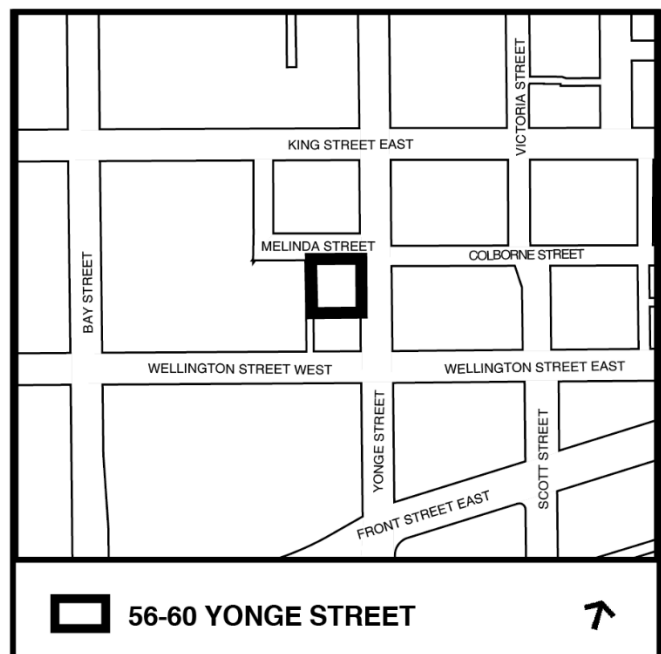 VICTORIA STREET
KING STREET EAST
MELINDA STREET
COLBORNE STREET
BAY STREET
WELLINGTON STREET WEST
WELLINGTON STREET EAST
YONGE STREET
SCOTT STREET
FRONT STREET EAST
56-60 YONGE STREET